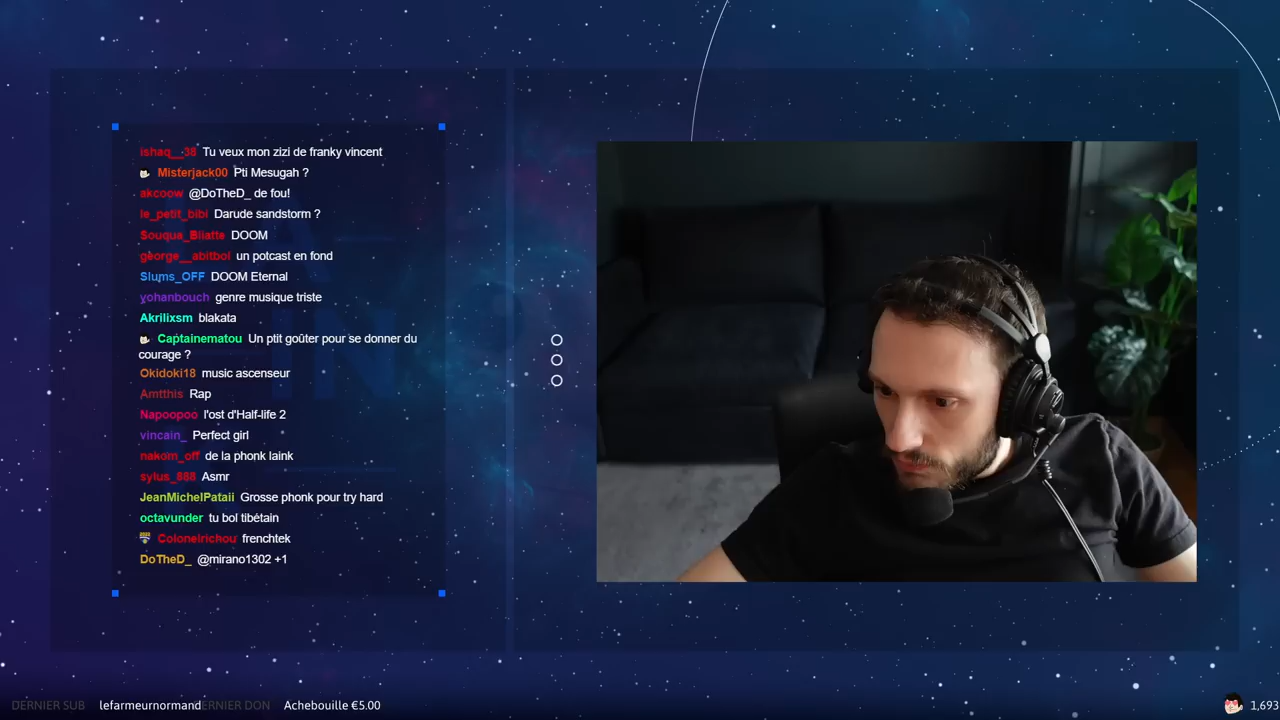 ishaq__38 Tu veux mon zizi de franky vincent
Misterjack00 Pti Mesugah ?
akcoow @DoTheD_ de fou!
le_petit_bibi Darude sandstorm ?
Souqua_Bliatte DOOM
george__abitbol un potcast en fond
Slums_OFF DOOM Eternal
yohanbouch genre musique triste
Akrilixsm blakata
Captainematou Un ptit goûter pour se donner du
courage ?
Okidoki18 music ascenseur
Amtthis Rap
Napoopoo l'ost d'Half-life 2
vincain_ Perfect girl
nakom_off de la phonk laink
sylus_888 Asmr
JeanMichelPataii Grosse phonk pour try hard
octavunder tu bol tibétain
Colonelrichou frenchtek
DoTheD_ @mirano1302 +1
DERNIER SUB lefarmeurnormand ERNIER DON Achebouille €5.00 1,693